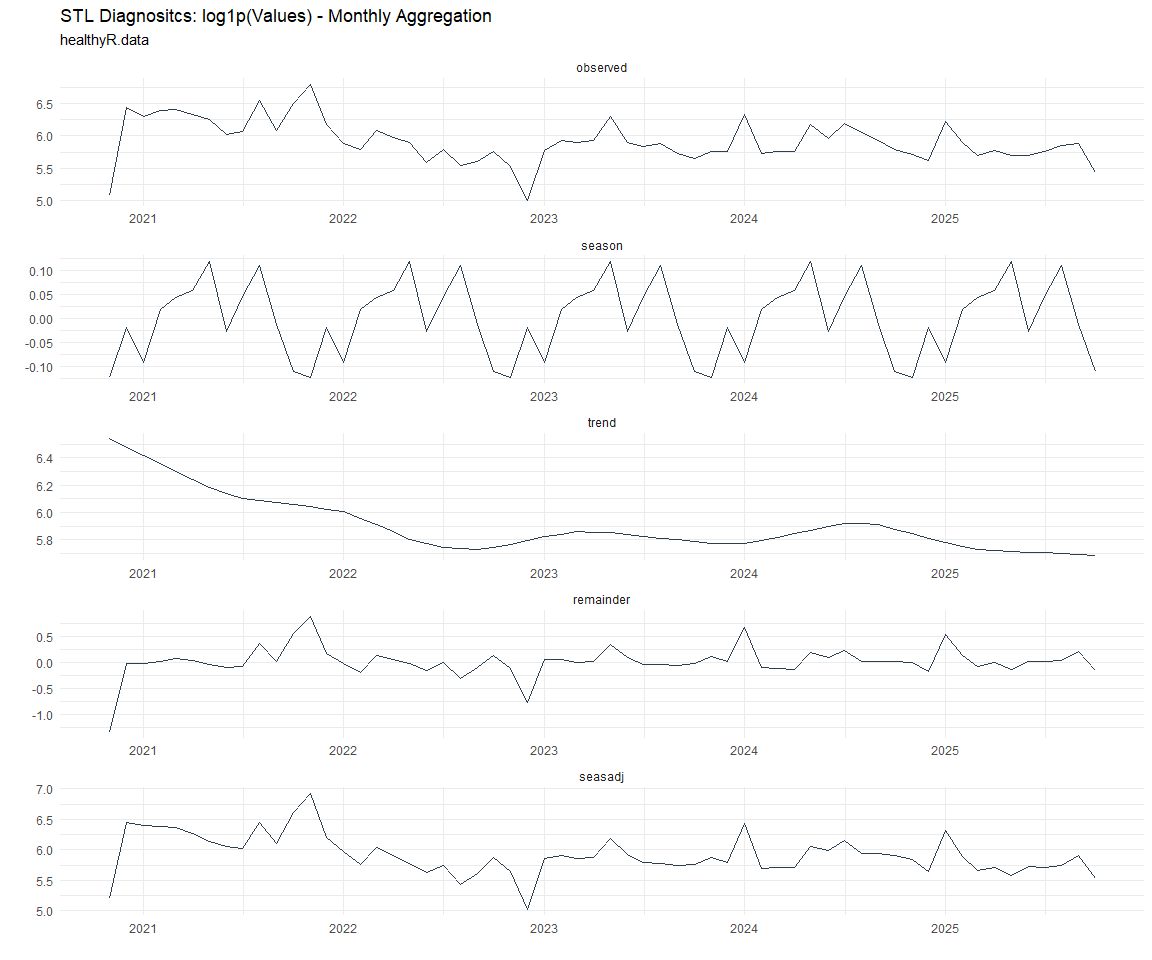 STL Diagnositcs: log1p(Values) - Monthly Aggregation
healthyR.data
observed
6.5
6.0
5.5
5.0
2021 2022 2023 2024 2025
season
0.10
0.05
0.00
-0.05
-0.10
2021 2022 2023 2024 2025
trend
6.4
6.2
6.0
5.8
2021 2022 2023 2024 2025
remainder
0.5
0.0
-0.5
-1.0
2021 2022 2023 2024 2025
seasadj
7.0
6.5
6.0
5.5
5.0
2021 2022 2023 2024 2025